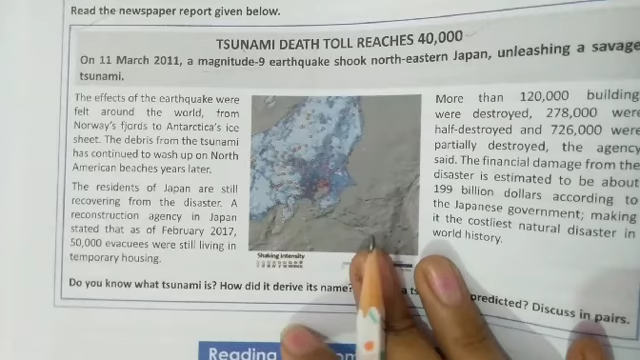 Read the newspaper report given below.
TSUNAMI DEATH TOLL REACHES 40,000
On 11 March 2011, a magnitude-9 earthquake shook north-eastern Japan, unleashing a savage
tsunami.
The effects of the earthquake were
felt around the world, from
Norway's fjords to Antarctica's ice
sheet. The debris from the tsunami
has continued to wash up on North
American beaches years later.
The residents of Japan are still
recovering from the disaster. A
reconstruction agency in Japan
stated that as of February 2017,
50,000 evacuees were still living in
temporary housing.
Shaking Intensity
More than 120,000 building
were destroyed, 278,000 were
half-destroyed and 726,000 were
partially destroyed, the agency
said. The financial damage from the
disaster is estimated to be about
199 billion dollars according to
the Japanese government; making
it the costliest natural disaster in
world history.
Do you know what tsunami is? How did it derive its name? a ts predicted? Discuss in pairs.
Reading